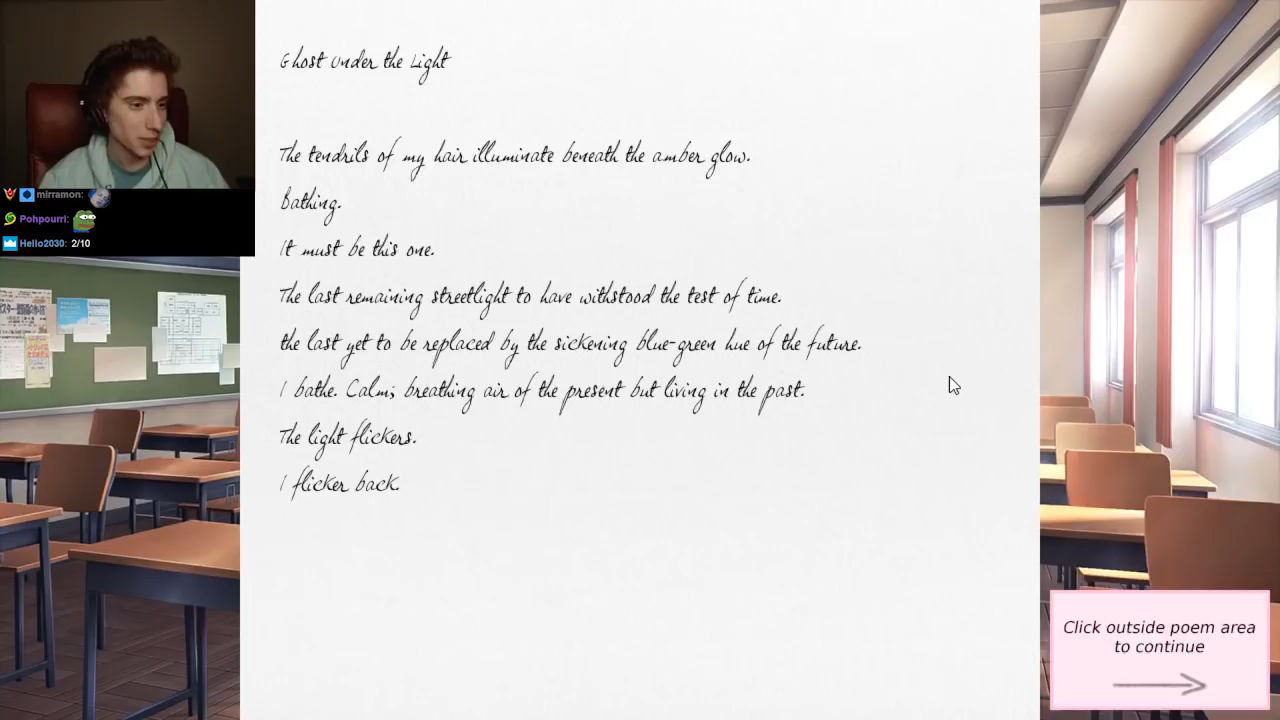 Ghost Under the Light
The tendrils of my hair illuminate beneath the amber glow.
Bathing.
It must be this one.
The last remaining streetlight to have withstood the test of time.
the last yet to be replaced by the sickening blue-green hue of the future.
I bathe. Calm; breathing air of the present but living in the past.
The light flickers.
I flicker back.
mirramon:
Pohpourri:
Hello2030: 2/10
Click outside poem area
to continue